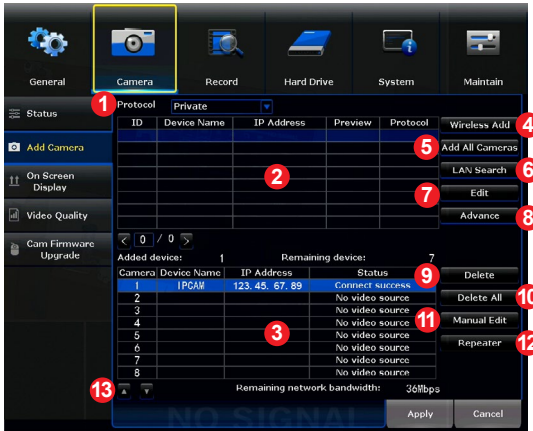 General Camera Record Hard Drive System Maintain
1 Protocol Private
Status
Add Camera
On Screen
Display
Video Quality
Cam Firmware
Upgrade
ID Device Name IP Address Preview Protocol
2
Wireless Add 4
5 Add All Cameras
LAN Search 6
7 Edit
Advance 8
< 0 / 0 >
Added device: 1 Remaining device: 7
Camera Device Name IP Address Status
1 IPCAM 123. 45. 67. 89 Connect success
2 No video source
3 No video source
4 No video source
5 No video source
6 No video source
7 No video source
8 No video source
3
9 Delete
Delete All 10
11 Manual Edit
Repeater 12
13 Remaining network bandwidth: 36Mbps
NO SIGNAL
Apply Cancel